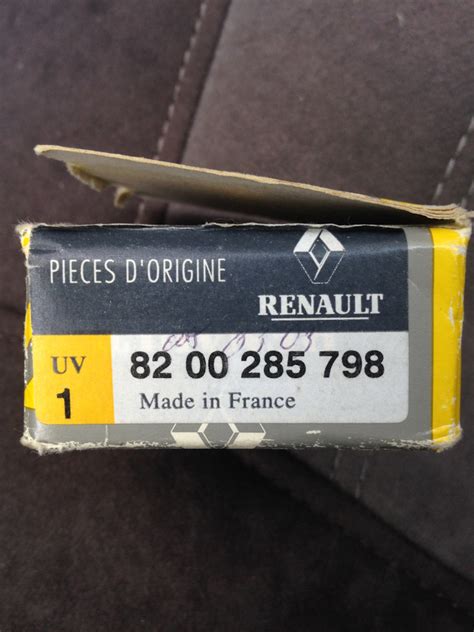 PIECES D'ORIGINE
RENAULT
UV
1
82 00 285 798
Made in France